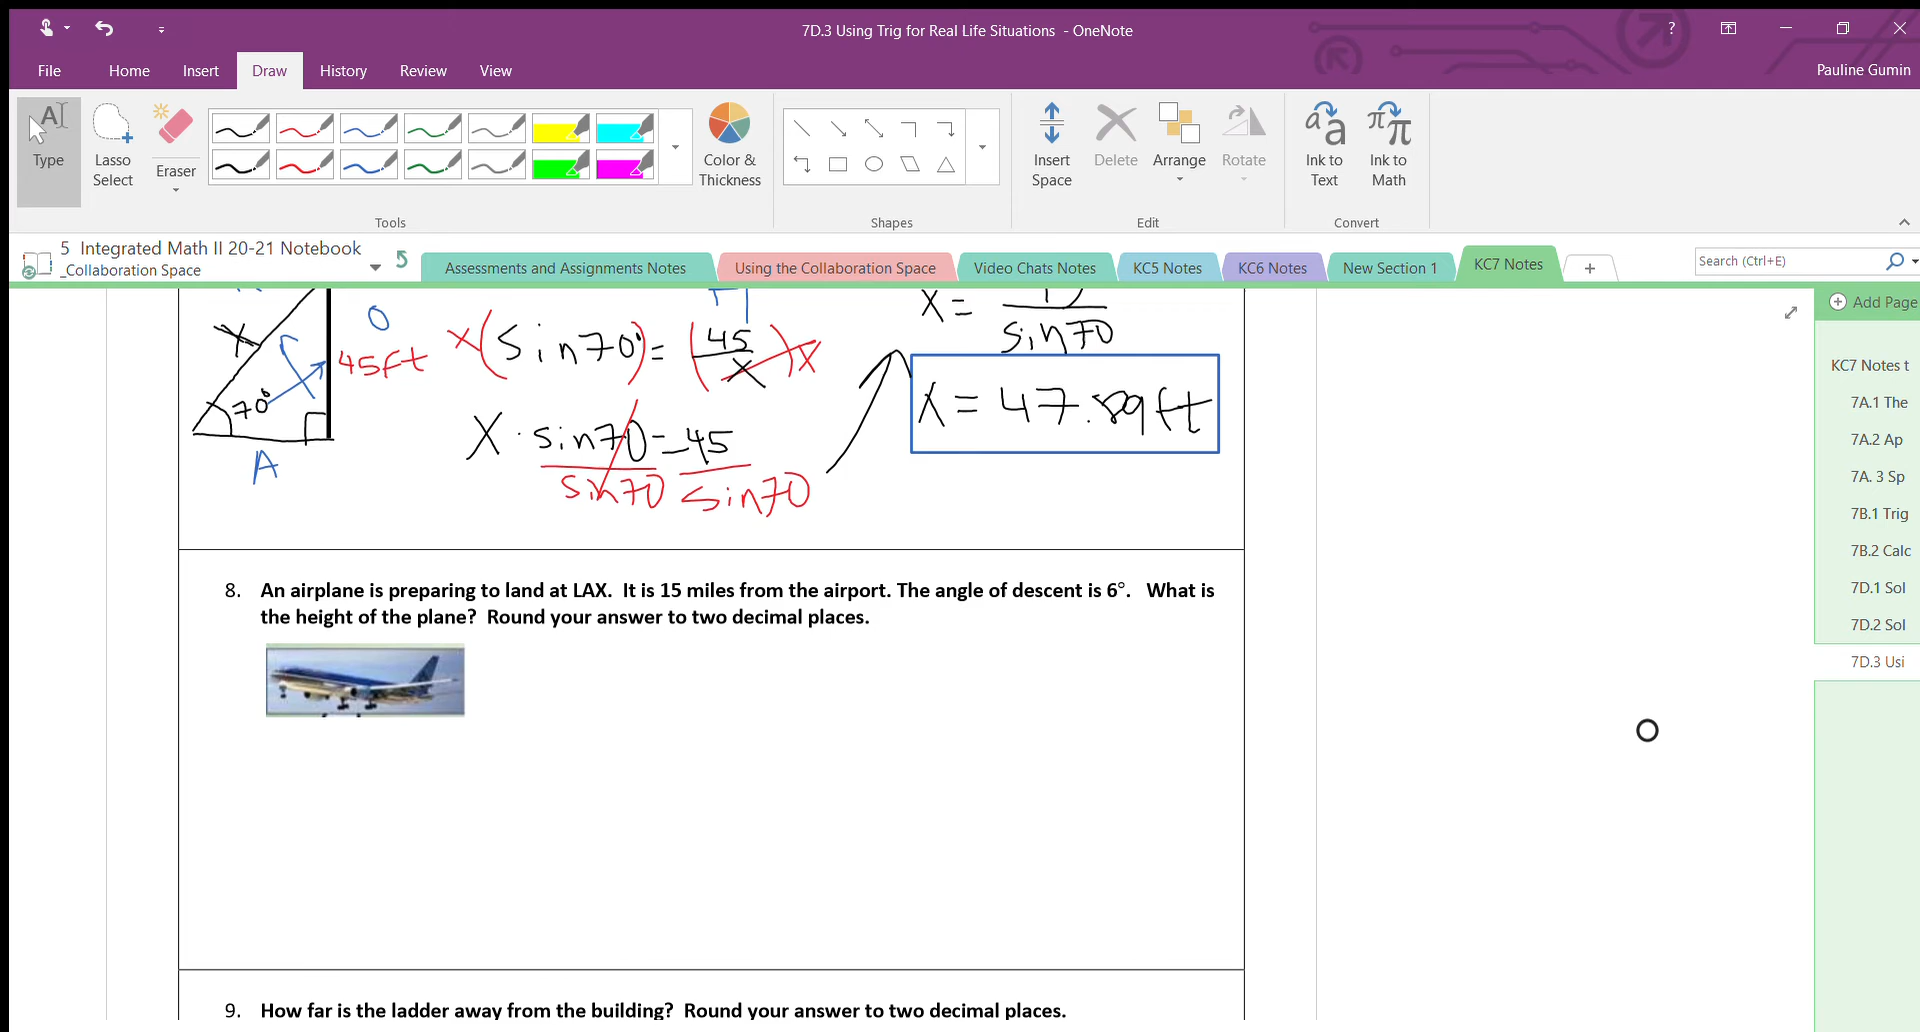 7D.3 Using Trig for Real Life Situations - OneNote
?
Pauline Gumin
File Home Insert Draw History Review View
Type
Lasso Select
Eraser
Color & Thickness
Insert Space
Delete
Arrange
Rotate
Ink to Text
Ink to Math
Tools
Shapes
Edit
Convert
5 Integrated Math II 20-21 Notebook
_Collaboration Space
Assessments and Assignments Notes
Using the Collaboration Space
Video Chats Notes
KC5 Notes
KC6 Notes
New Section 1
KC7 Notes
+
Search (Ctrl+E)
Add Page
KC7 Notes t
7A.1 The
7A.2 Ap
7A. 3 Sp
7B.1 Trig
7B.2 Calc
7D.1 Sol
7D.2 Sol
7D.3 Usi
X
O
45ft
70°
A
x(sin70°) = (45/x)x
X · sin70 = 45
sin70 sin70
X =
sin70
X = 47.89ft
8. An airplane is preparing to land at LAX. It is 15 miles from the airport. The angle of descent is 6°. What is
the height of the plane? Round your answer to two decimal places.
9. How far is the ladder away from the building? Round your answer to two decimal places.